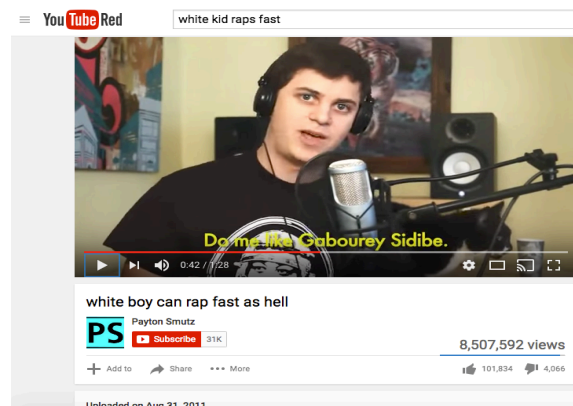 YouTube Red
white kid raps fast
Do me like Gabourey Sidibe.
0:42 / 1:28
white boy can rap fast as hell
PS
Payton Smutz
Subscribe 31K
8,507,592 views
Add to Share More
101,834 4,066
Uploaded on Aug 31, 2011